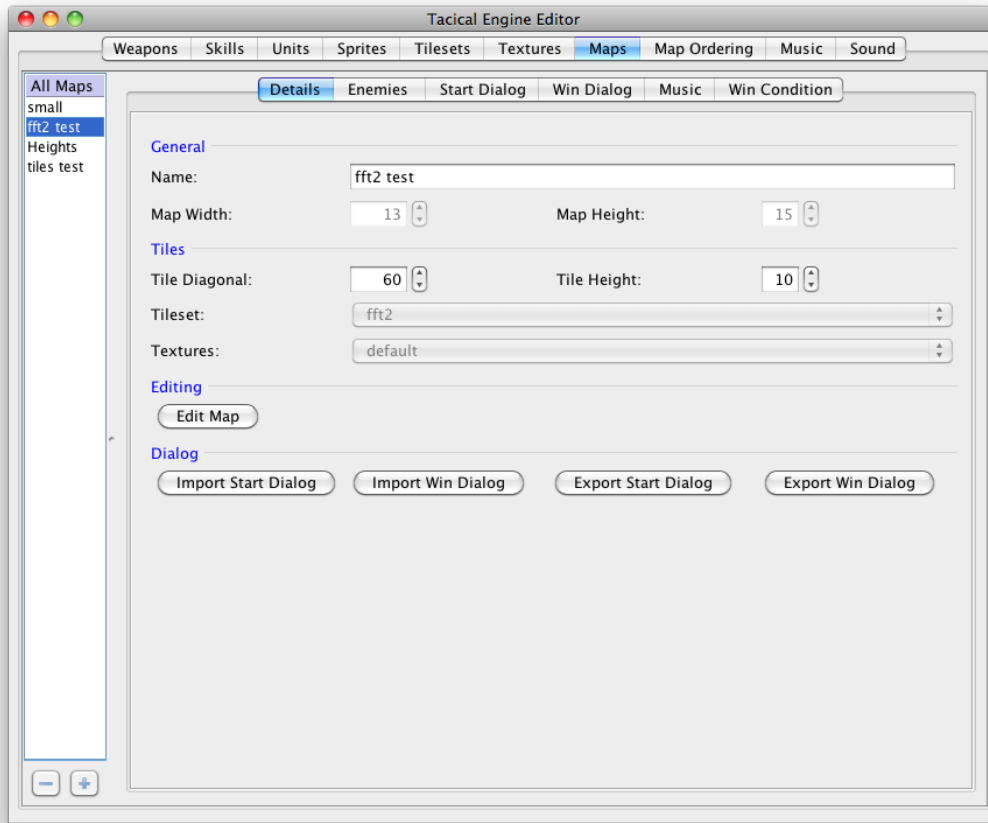 Tacical Engine Editor
Weapons Skills Units Sprites Tilesets Textures Maps Map Ordering Music Sound
All Maps
small
fft2 test
Heights
tiles test
Details Enemies Start Dialog Win Dialog Music Win Condition
General
Name: fft2 test
Map Width: 13 Map Height: 15
Tiles
Tile Diagonal: 60 Tile Height: 10
Tileset: fft2
Textures: default
Editing
Edit Map
Dialog
Import Start Dialog Import Win Dialog Export Start Dialog Export Win Dialog